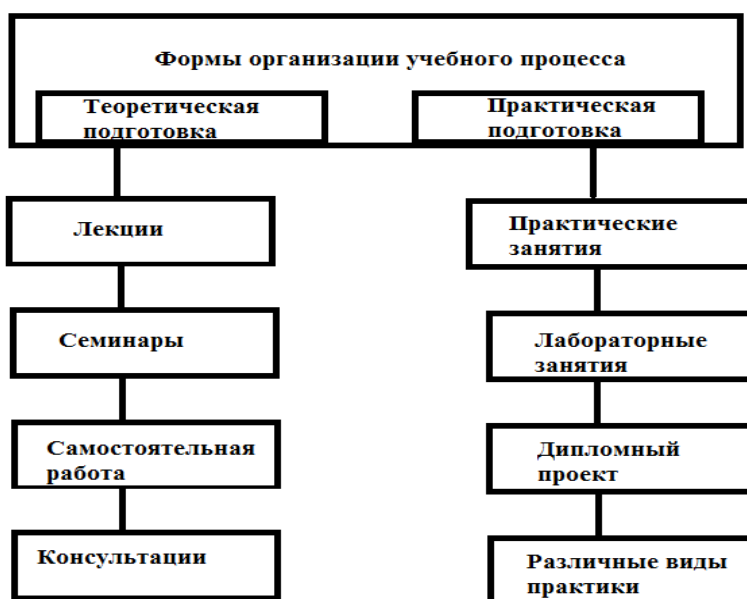 Формы организации учебного процесса
Теоретическая
подготовка
Практическая
подготовка
Лекции
Практические
занятия
Семинары
Лабораторные
занятия
Самостоятельная
работа
Дипломный
проект
Консультации
Различные виды
практики